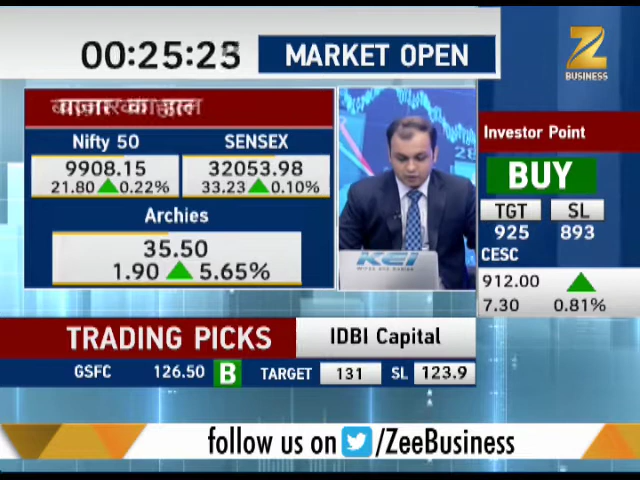 00:25:23
MARKET OPEN
Z
BUSINESS
Nifty 50
9908.15
21.80 0.22%
SENSEX
32053.98
33.23 0.10%
Archies
35.50
1.90 5.65%
KEI
Investor Point
BUY
TGT SL
925 893
CESC
912.00
7.30 0.81%
TRADING PICKS
IDBI Capital
GSFC 126.50 B TARGET 131 SL 123.9
follow us on /ZeeBusiness